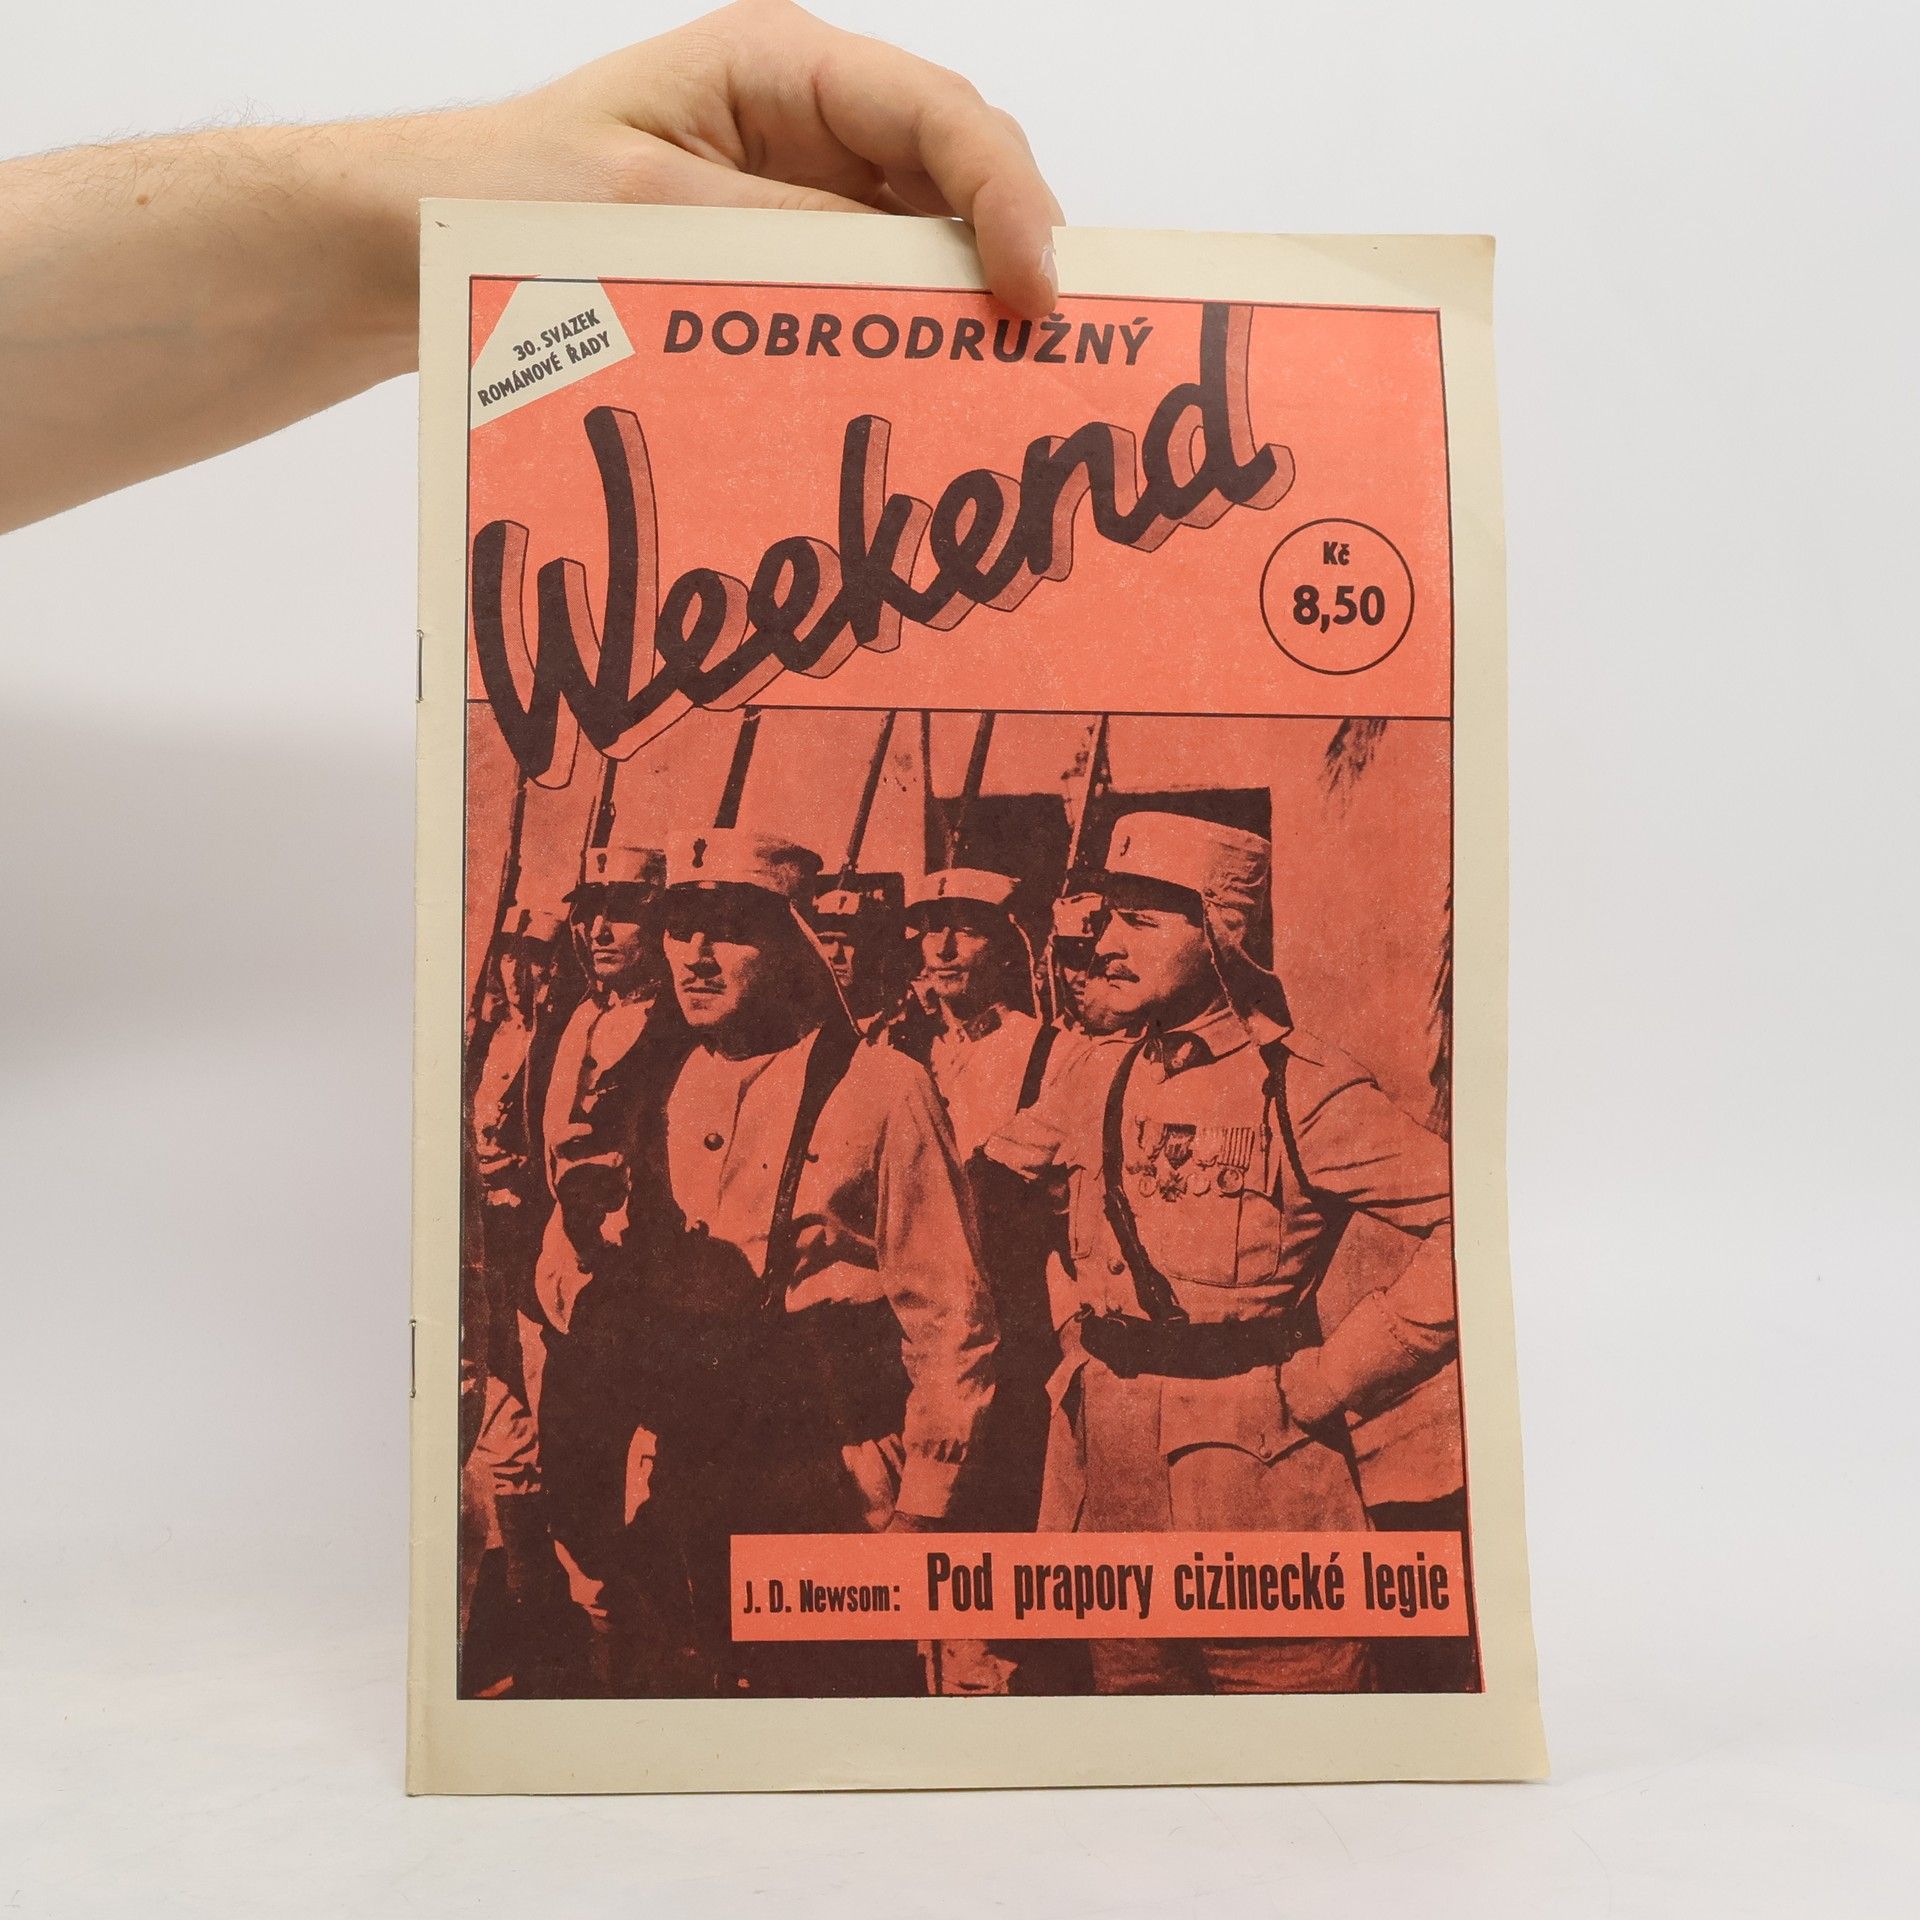 30. SVAZEK
ROMÁNOVÉ ŘADY
DOBRODRUŽNÝ
Weekend
Kč
8,50
J. D. Newsom: Pod prapory cizinecké legie